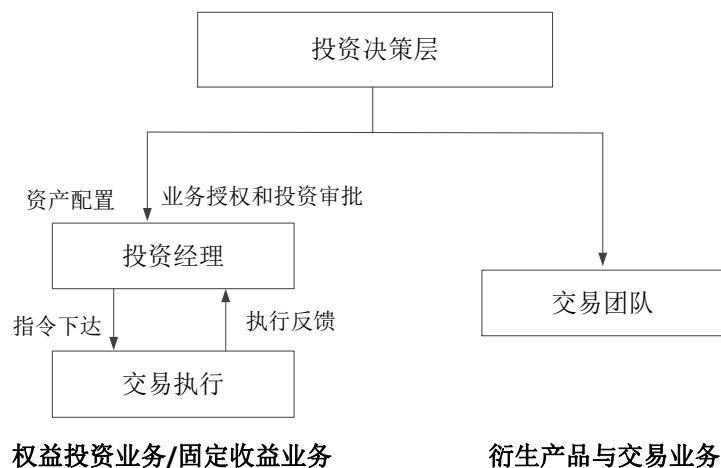 投资决策层
资产配置
业务授权和投资审批
投资经理
交易团队
指令下达
执行反馈
交易执行
权益投资业务/固定收益业务
衍生产品与交易业务